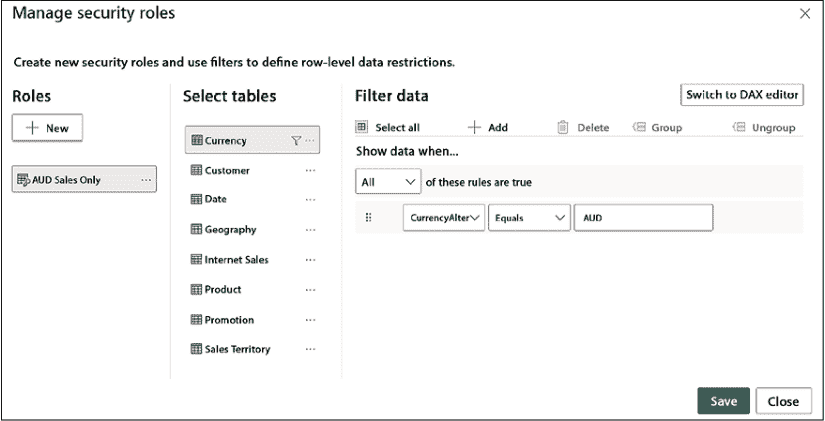 Manage security roles
Create new security roles and use filters to define row-level data restrictions.
Roles
New
AUD Sales Only
Select tables
Currency
Customer
Date
Geography
Internet Sales
Product
Promotion
Sales Territory
Filter data
Switch to DAX editor
Select all Add Delete Group Ungroup
Show data when...
All of these rules are true
CurrencyAlter Equals AUD
Save Close